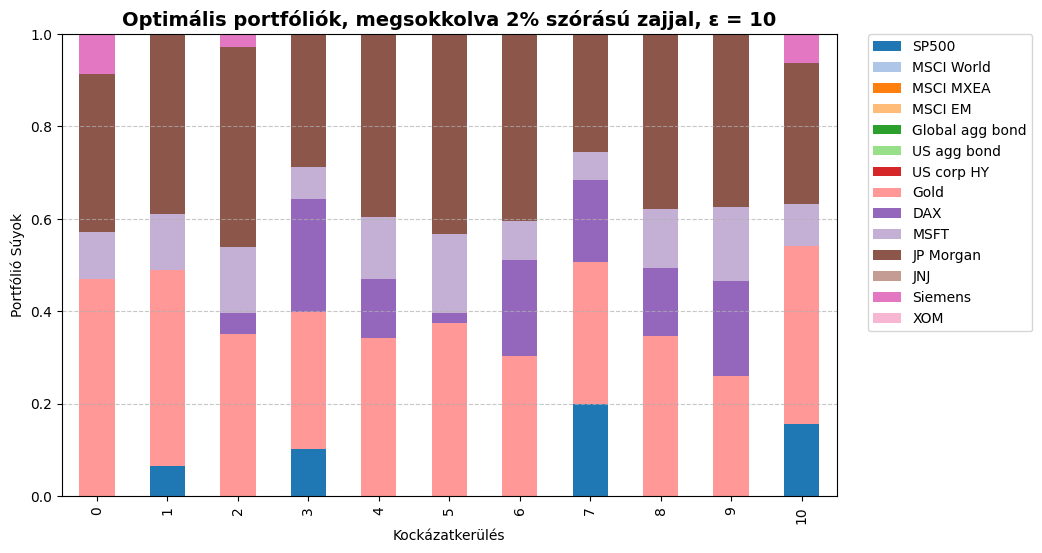 Optimális portfóliók, megsokkolva 2% szórású zajjal, ε = 10
1.0
0.8
0.6
0.4
0.2
0.0
Portfólió Súyok
0 1 2 3 4 5 6 7 8 9 10
Kockázatkerülés
SP500
MSCI World
MSCI MXEA
MSCI EM
Global agg bond
US agg bond
US corp HY
Gold
DAX
MSFT
JP Morgan
JNJ
Siemens
XOM